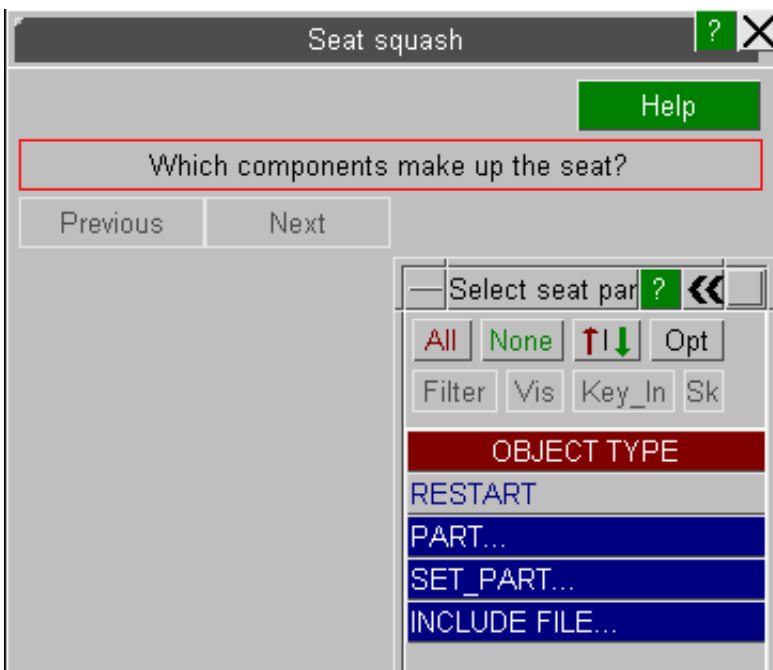 Seat squash ?
Help
Which components make up the seat?
Previous Next
Select seat par ?
All None Opt
Filter Vis Key_In Sk
OBJECT TYPE
RESTART
PART...
SET_PART...
INCLUDE FILE...